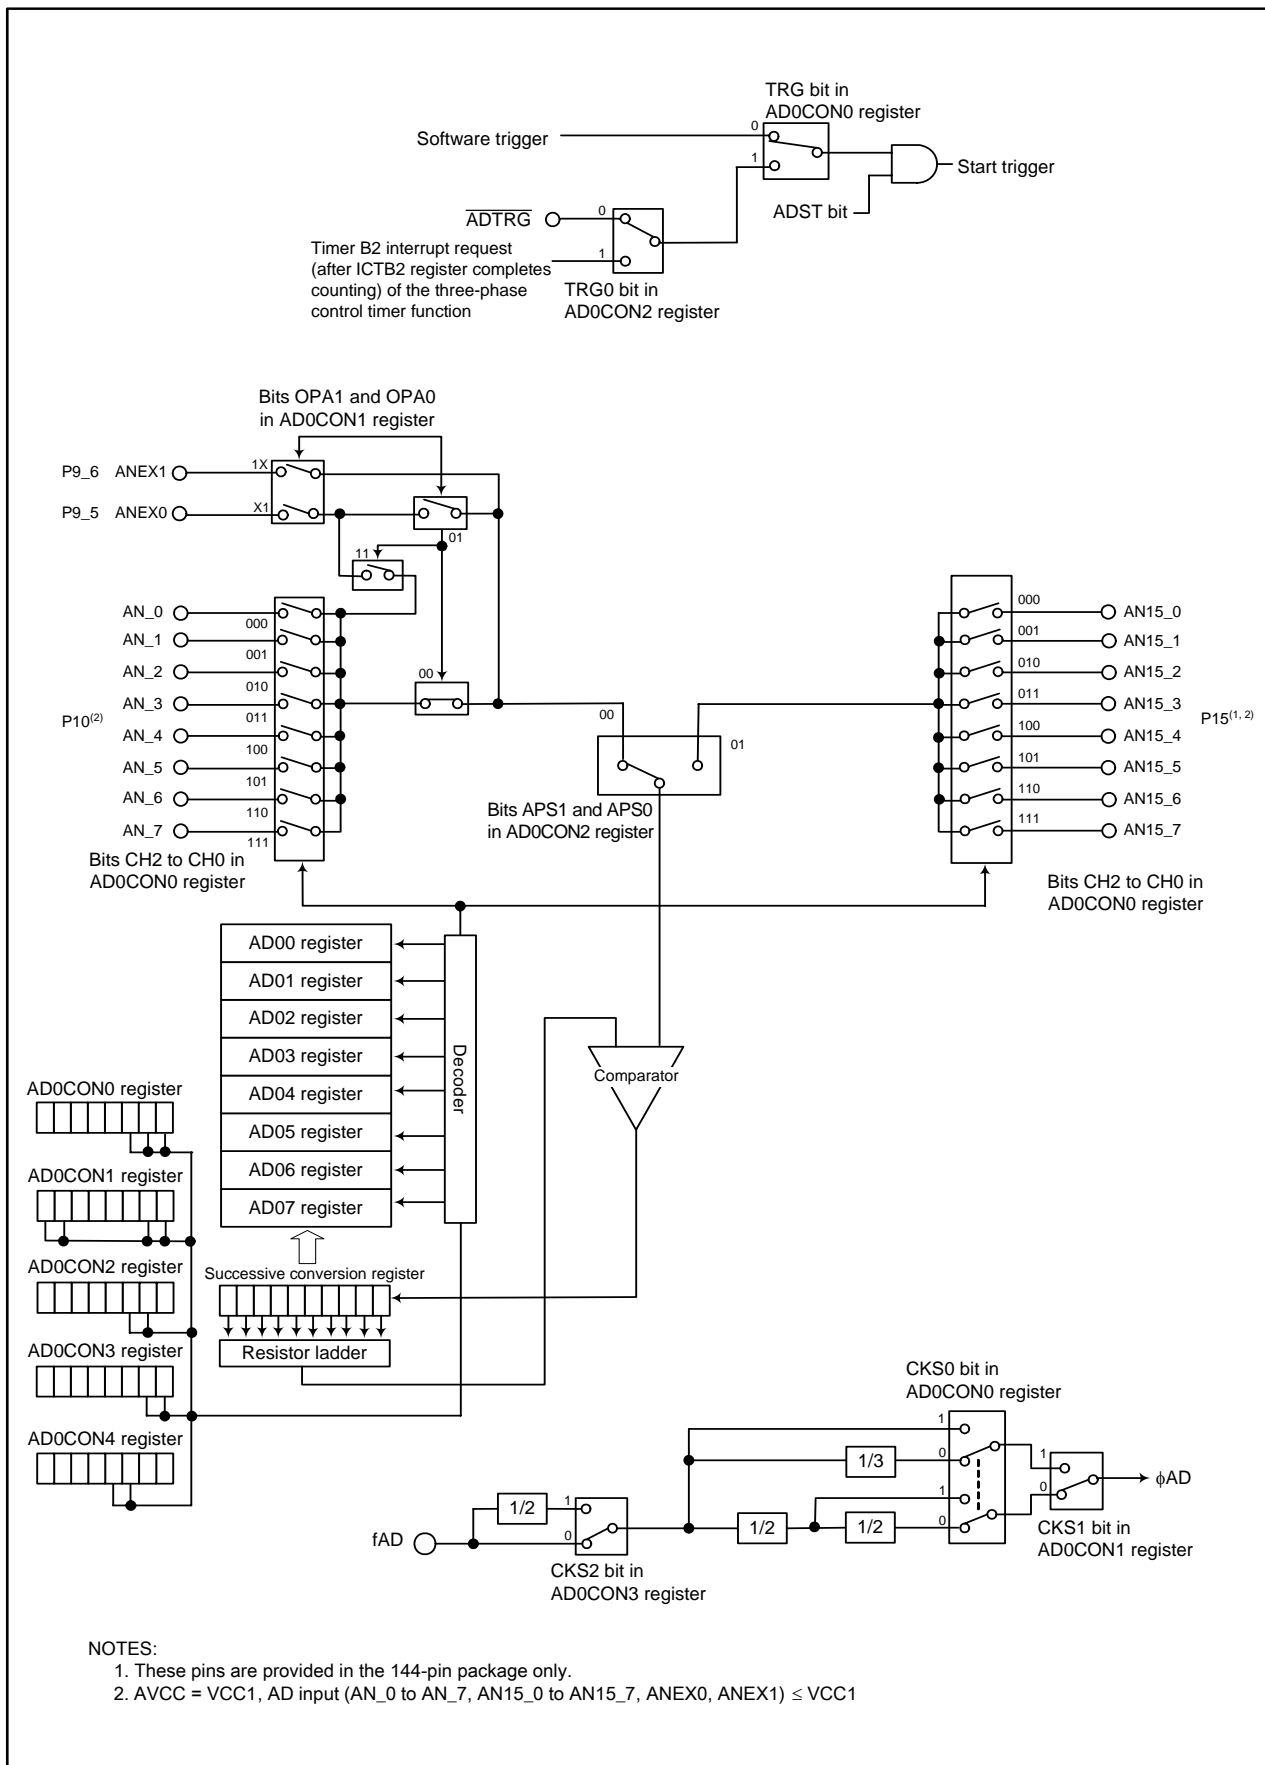 TRG bit in
AD0CON0 register
Software trigger
0
1
Start trigger
ADST bit
ADTRG
0
Timer B2 interrupt request
(after ICTB2 register completes
counting) of the three-phase
control timer function
1
TRG0 bit in
AD0CON2 register
Bits OPA1 and OPA0
in AD0CON1 register
P9_6 ANEX1
1X
P9_5 ANEX0
X1
01
11
00
AN_0
000
AN_1
001
AN_2
010
AN_3
011
P10(2)
AN_4
100
AN_5
101
AN_6
110
AN_7
111
Bits CH2 to CH0 in
AD0CON0 register
00
01
Bits APS1 and APS0
in AD0CON2 register
000
AN15_0
001
AN15_1
010
AN15_2
011
AN15_3
P15(1, 2)
100
AN15_4
101
AN15_5
110
AN15_6
111
AN15_7
Bits CH2 to CH0 in
AD0CON0 register
AD00 register
AD01 register
AD02 register
AD03 register
AD04 register
AD05 register
AD06 register
AD07 register
Decoder
Comparator
AD0CON0 register
AD0CON1 register
AD0CON2 register
AD0CON3 register
AD0CON4 register
Successive conversion register
Resistor ladder
CKS0 bit in
AD0CON0 register
1
1/3
0
1
1/2
1/2
0
1
0
ϕAD
CKS1 bit in
AD0CON1 register
fAD
1/2
1
0
CKS2 bit in
AD0CON3 register
NOTES:
1. These pins are provided in the 144-pin package only.
2. AVCC = VCC1, AD input (AN_0 to AN_7, AN15_0 to AN15_7, ANEX0, ANEX1) ≤ VCC1